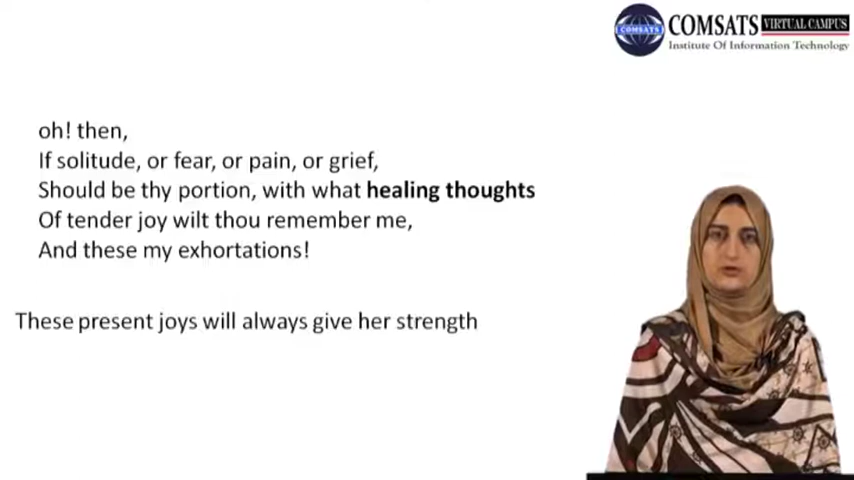 COMSATS
COMSATS VIRTUAL CAMPUS
Institute Of Information Technology
oh! then,
If solitude, or fear, or pain, or grief,
Should be thy portion, with what healing thoughts
Of tender joy wilt thou remember me,
And these my exhortations!
These present joys will always give her strength